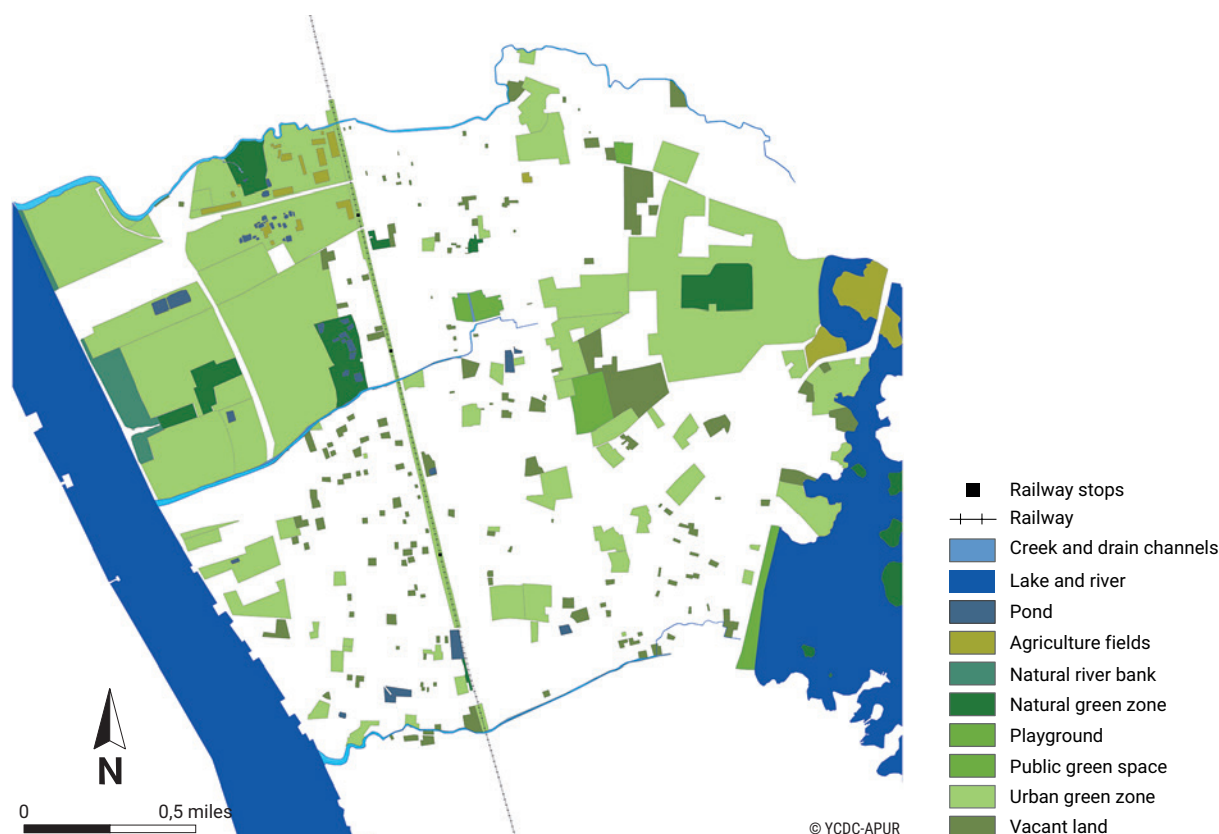 Railway stops
Railway
Creek and drain channels
Lake and river
Pond
Agriculture fields
Natural river bank
Natural green zone
Playground
Public green space
Urban green zone
Vacant land
N
0 0,5 miles
© YCDC-APUR